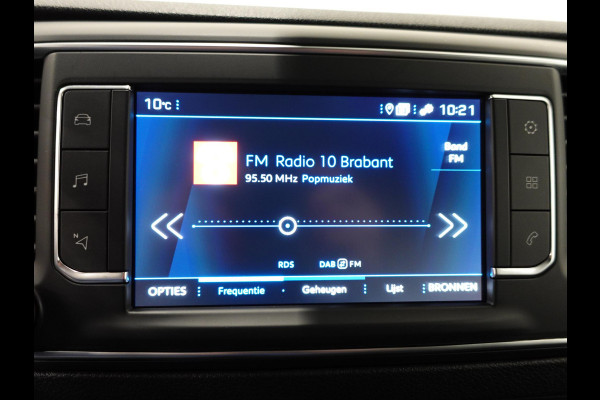 10°C
10:21
Band
FM
FM Radio 10 Brabant
95.50 MHz Popmuziek
RDS DAB FM
OPTIES Frequentie Geheugen Lijst BRONNEN
N